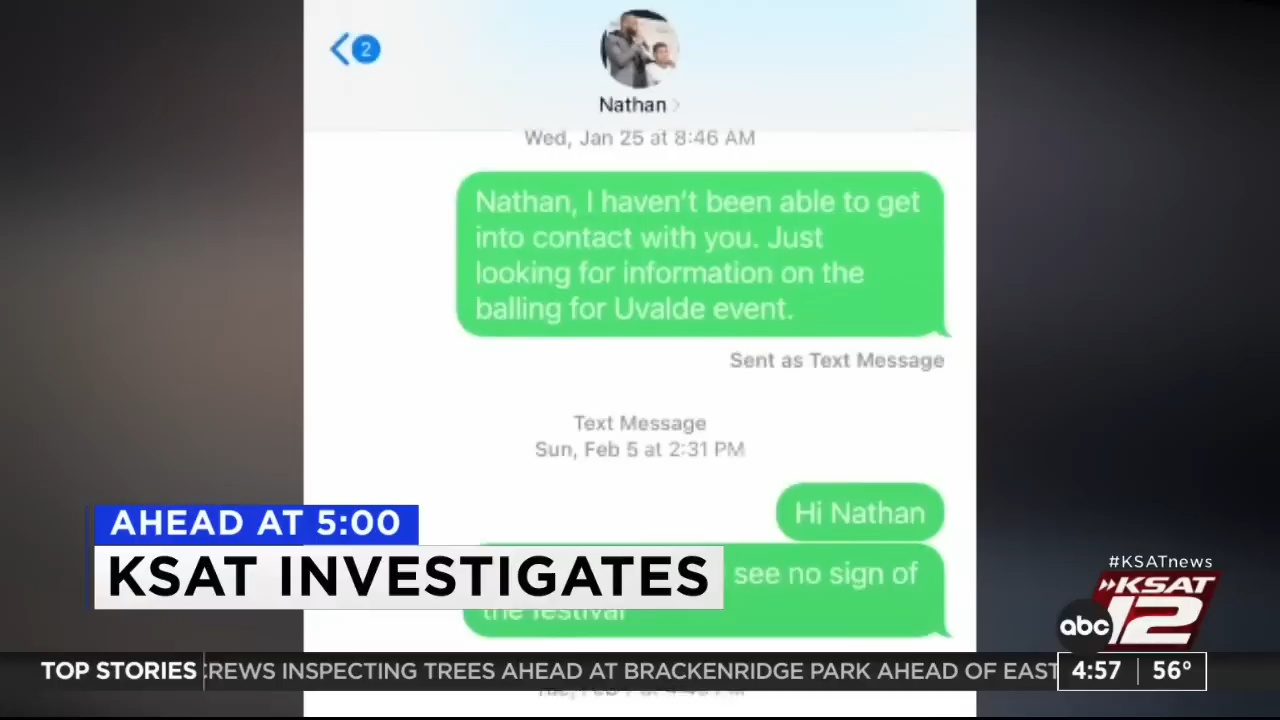 2
Nathan
Wed, Jan 25 at 8:46 AM
Nathan, I haven't been able to get
into contact with you. Just
looking for information on the
balling for Uvalde event.
Sent as Text Message
Text Message
Sun, Feb 5 at 2:31 PM
Hi Nathan
see no sign of
the festival
AHEAD AT 5:00
KSAT INVESTIGATES
#KSATnews
KSAT
12
abc
TOP STORIES
CREWS INSPECTING TREES AHEAD AT BRACKENRIDGE PARK AHEAD OF EAST
4:57
56°